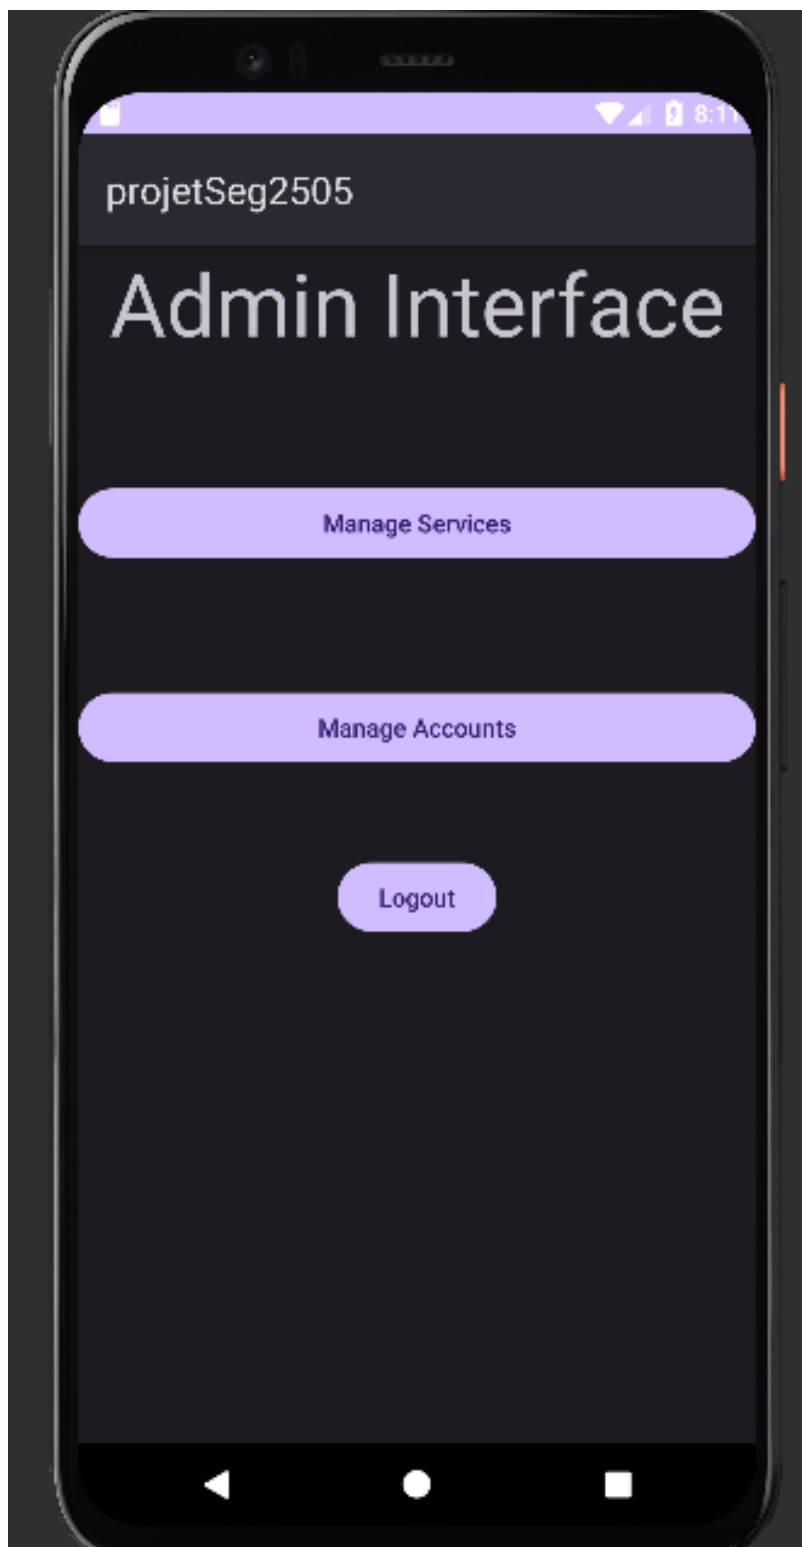 8:11
projetSeg2505
Admin Interface
Manage Services
Manage Accounts
Logout